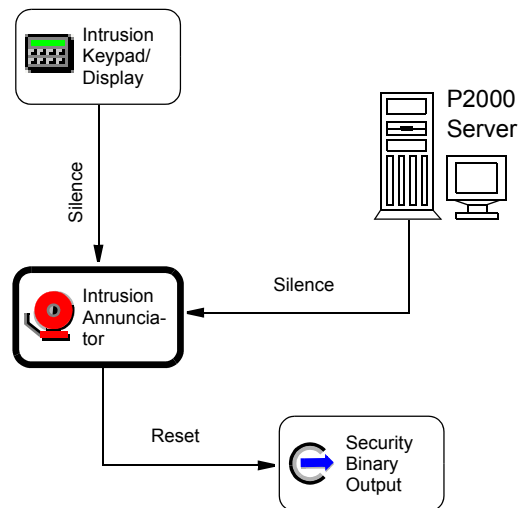 Intrusion
Keypad/
Display
P2000
Server
Silence
Silence
Intrusion
Annuncia-
tor
Reset
Security
Binary
Output